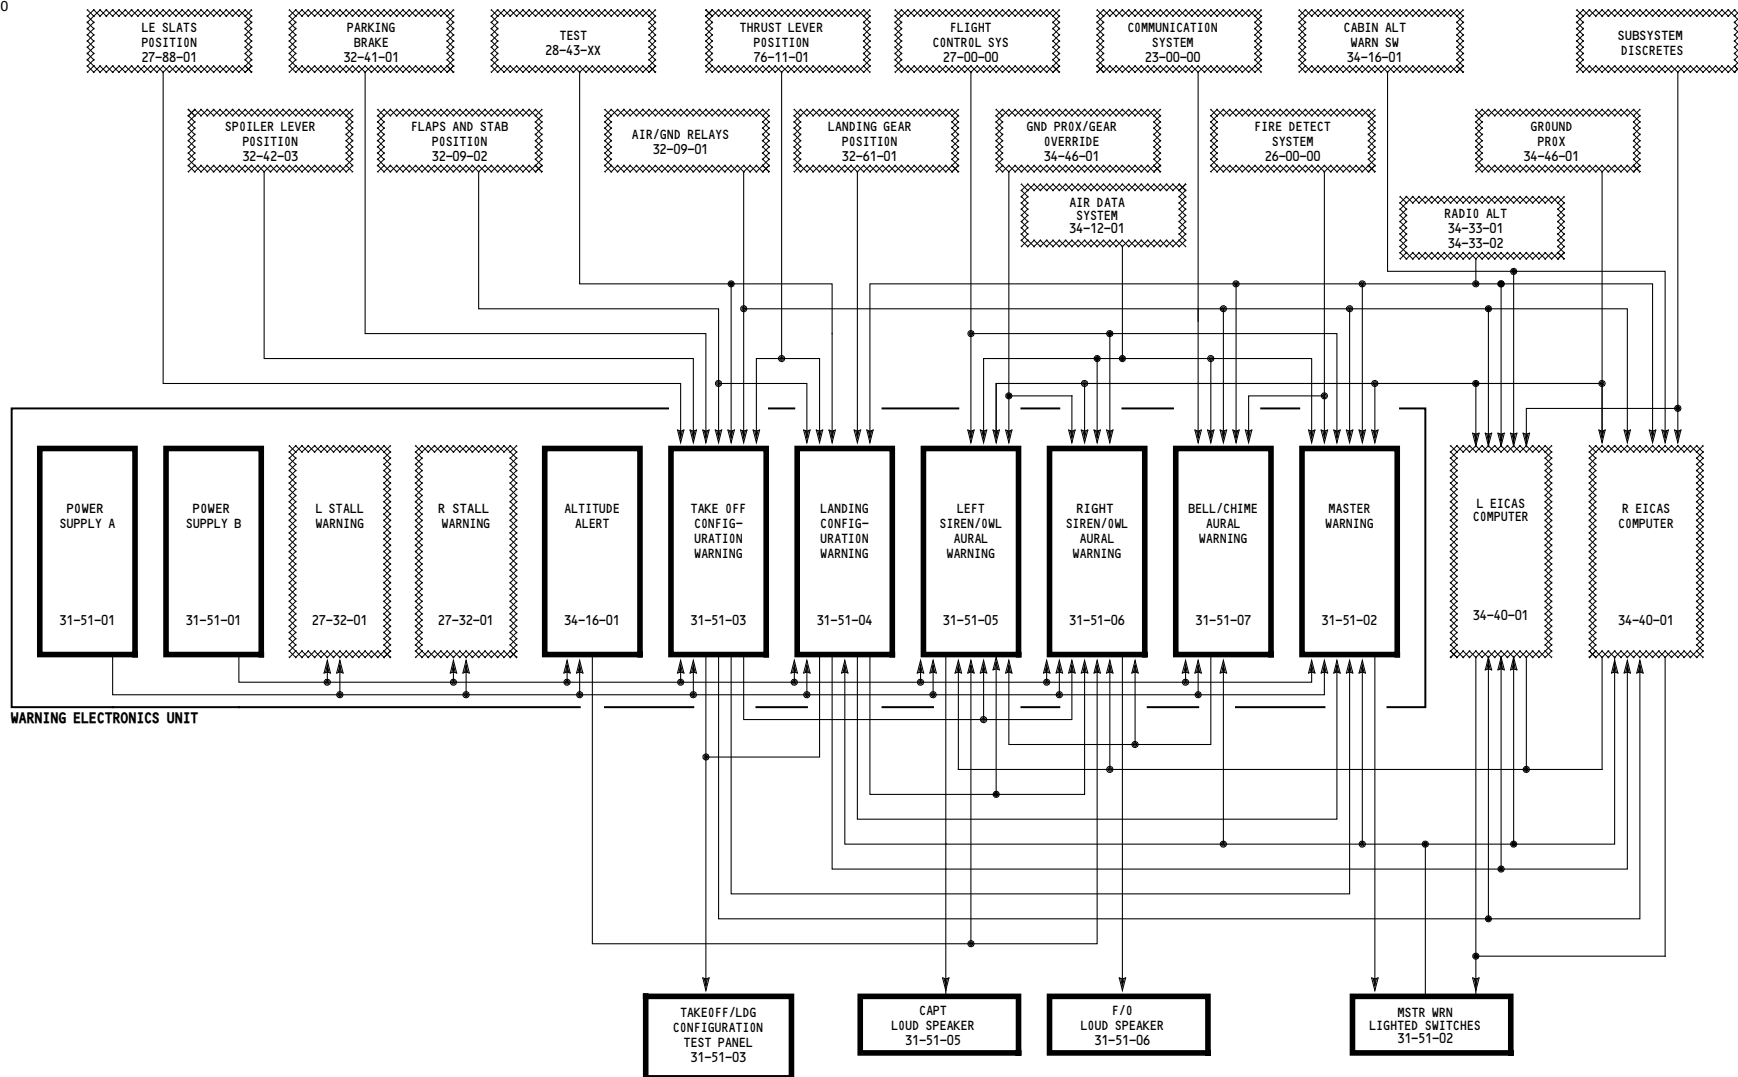 0
LE SLATS
POSITION
27-88-01
PARKING
BRAKE
32-41-01
TEST
28-43-XX
THRUST LEVER
POSITION
76-11-01
FLIGHT
CONTROL SYS
27-00-00
COMMUNICATION
SYSTEM
23-00-00
CABIN ALT
WARN SW
34-16-01
SUBSYSTEM
DISCRETES
SPOILER LEVER
POSITION
32-42-03
FLAPS AND STAB
POSITION
32-09-02
AIR/GND RELAYS
32-09-01
LANDING GEAR
POSITION
32-61-01
GND PROX/GEAR
OVERRIDE
34-46-01
FIRE DETECT
SYSTEM
26-00-00
GROUND
PROX
34-46-01
AIR DATA
SYSTEM
34-12-01
RADIO ALT
34-33-01
34-33-02
POWER
SUPPLY A
31-51-01
POWER
SUPPLY B
31-51-01
L STALL
WARNING
27-32-01
R STALL
WARNING
27-32-01
ALTITUDE
ALERT
34-16-01
TAKE OFF
CONFIG-
URATION
WARNING
31-51-03
LANDING
CONFIG-
URATION
WARNING
31-51-04
LEFT
SIREN/OWL
AURAL
WARNING
31-51-05
RIGHT
SIREN/OWL
AURAL
WARNING
31-51-06
BELL/CHIME
AURAL
WARNING
31-51-07
MASTER
WARNING
31-51-02
L EICAS
COMPUTER
34-40-01
R EICAS
COMPUTER
34-40-01
WARNING ELECTRONICS UNIT
TAKEOFF/LDG
CONFIGURATION
TEST PANEL
31-51-03
CAPT
LOUD SPEAKER
31-51-05
F/O
LOUD SPEAKER
31-51-06
MSTR WRN
LIGHTED SWITCHES
31-51-02